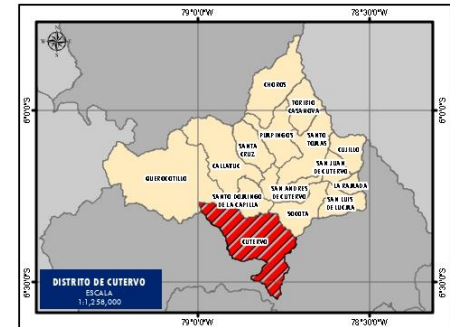 79°0'0"W
78°30'0"W
6°0'0"S
6°0'0"S
CHOROS
TORIBIO
CASANOVA
PIMPINGOS
SANTO
TOMAS
CUJILLO
SANTA
CRUZ
SAN JUAN
DE CUTERVO
CALLAYUC
QUEROCOTILLO
LA RAMADA
SAN ANDRES
DE CUTERVO
SANTO DOMINGO
DE LA CAPILLA
SAN LUIS
DE LUCMA
SOCOTA
CUTERVO
DISTRITO DE CUTERVO
ESCALA
1:1,258,000
6°30'0"S
6°30'0"S
79°0'0"W
78°30'0"W